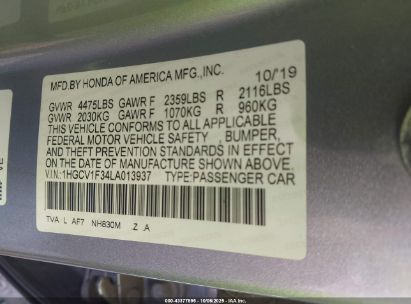 MFD.BY HONDA OF AMERICA MFG.,INC. 10/'19
GVWR 4475LBS GAWR F 2359LBS R 2116LBS
GVWR 2030KG GAWR F 1070KG R 960KG
THIS VEHICLE CONFORMS TO ALL APPLICABLE
FEDERAL MOTOR VEHICLE SAFETY BUMPER,
AND THEFT PREVENTION STANDARDS IN EFFECT
ON THE DATE OF MANUFACTURE SHOWN ABOVE.
V.I.N.:1HGCV1F34LA013937 TYPE:PASSENGER CAR
TVA L AF7 NH830M Z .A
VE